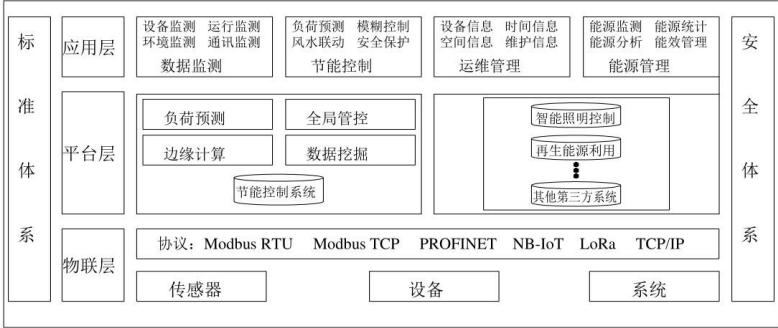 标准体系
应用层
设备监测 运行监测
环境监测 通讯监测
数据监测
负荷预测 模糊控制
风水联动 安全保护
节能控制
设备信息 时间信息
空间信息 维护信息
运维管理
能源监测 能源统计
能源分析 能效管理
能源管理
平台层
负荷预测
全局管控
边缘计算
数据挖掘
节能控制系统
智能照明控制
再生能源利用
其他第三方系统
物联层
协议：Modbus RTU Modbus TCP PROFINET NB-IoT LoRa TCP/IP
传感器
设备
系统
安全体系